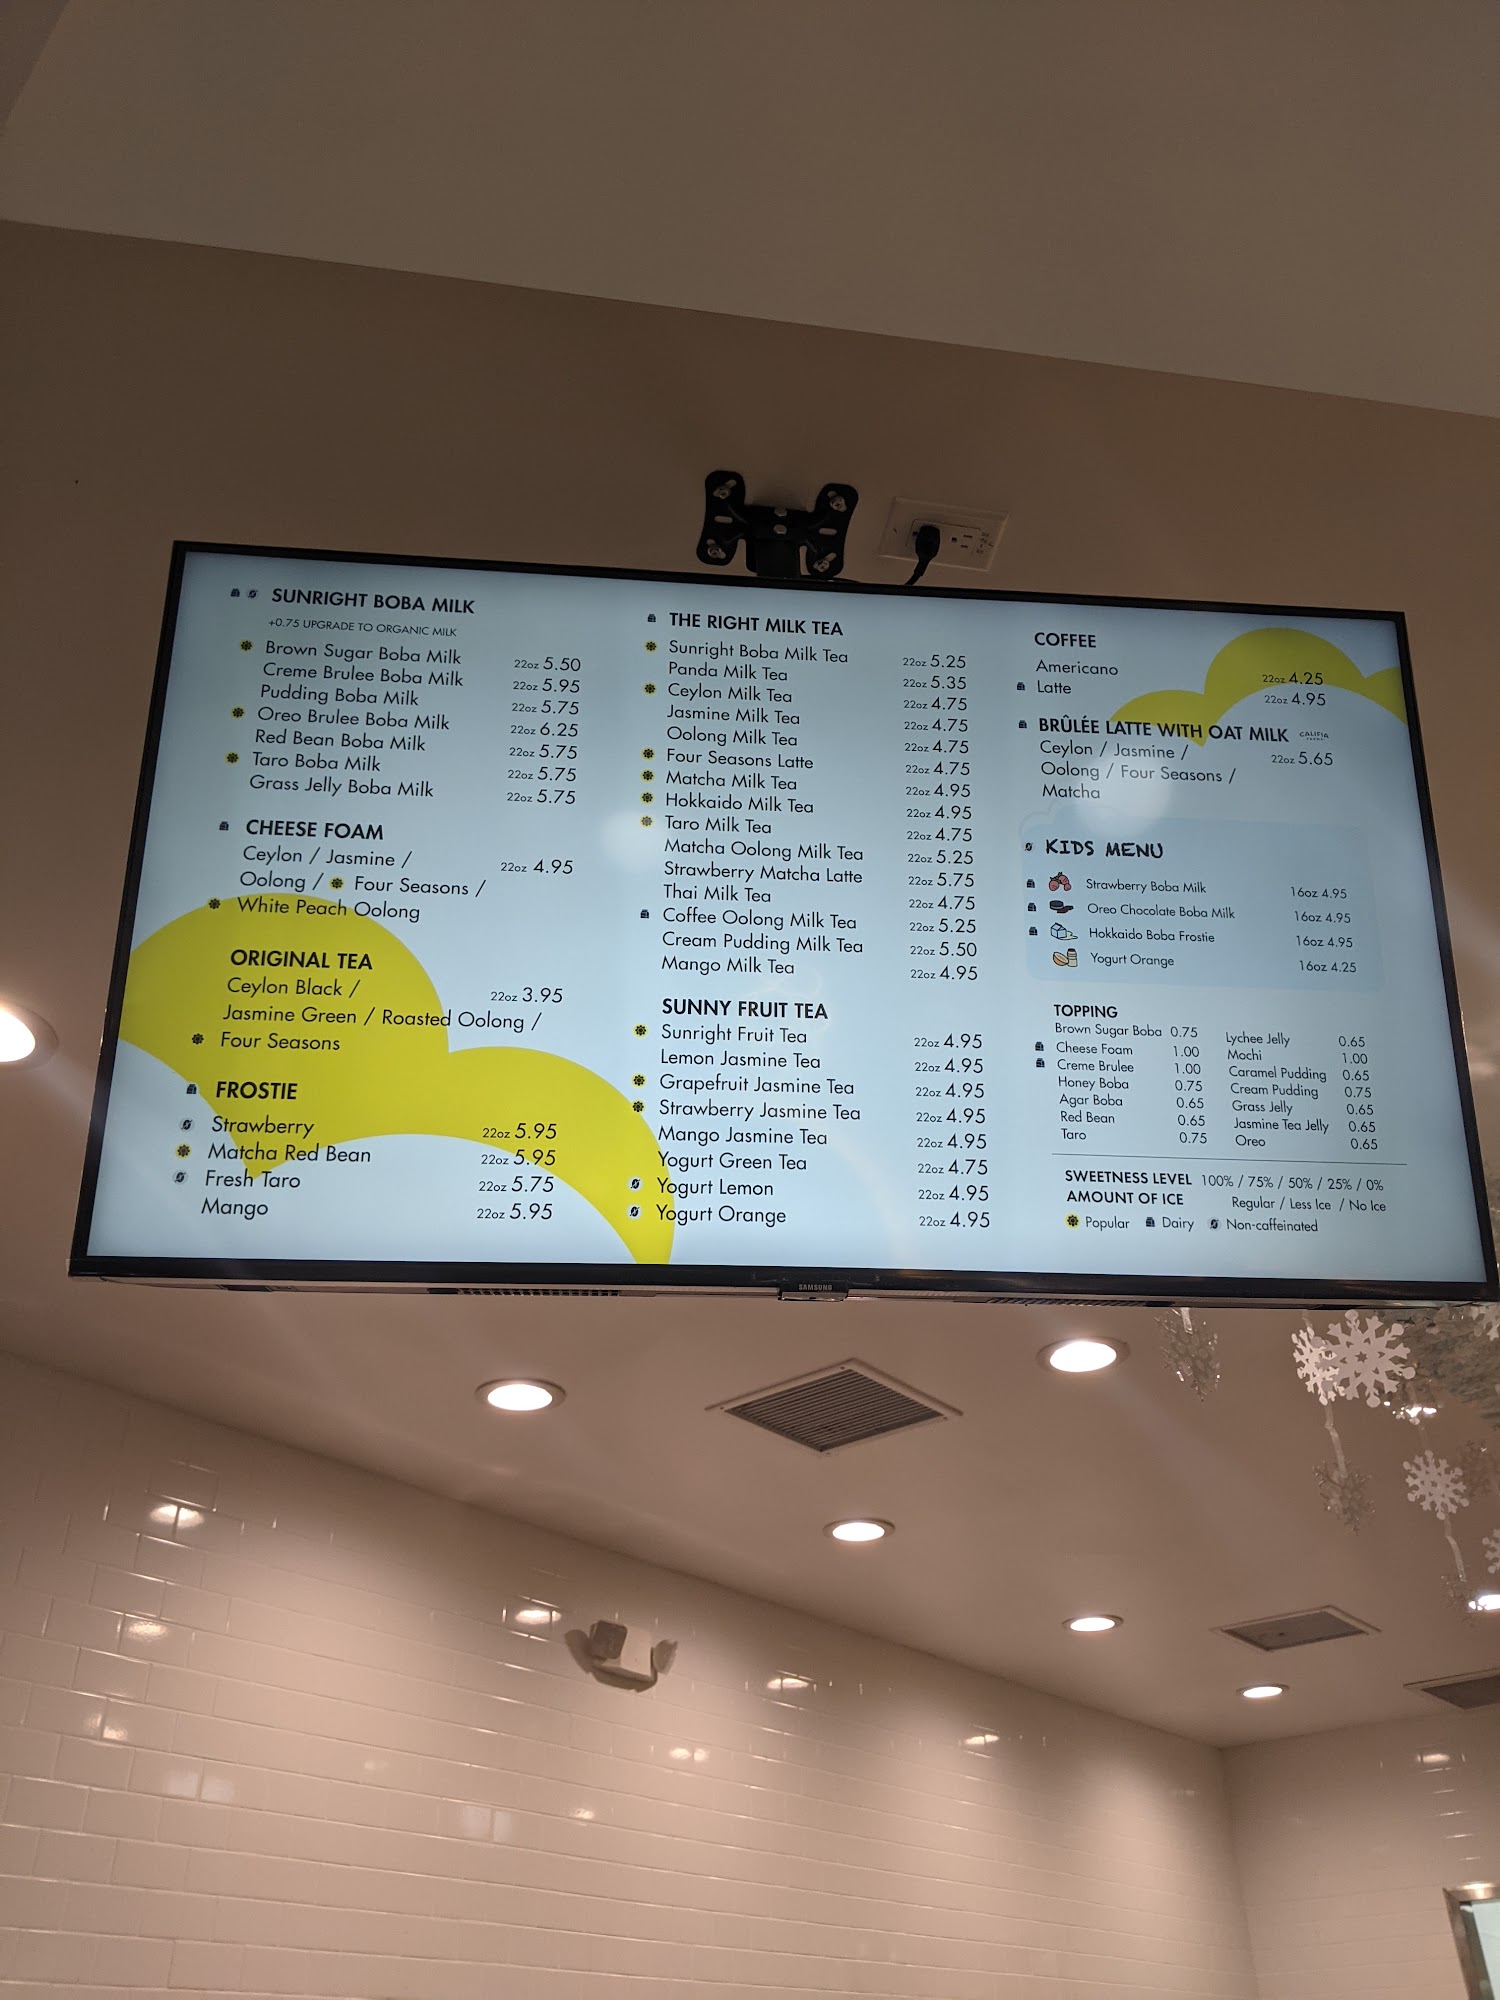 SUNRIGHT BOBA MILK
+0.75 UPGRADE TO ORGANIC MILK
Brown Sugar Boba Milk 22oz 5.50
Creme Brulee Boba Milk 22oz 5.95
Pudding Boba Milk 22oz 5.75
Oreo Brulee Boba Milk 22oz 6.25
Red Bean Boba Milk 22oz 5.75
Taro Boba Milk 22oz 5.75
Grass Jelly Boba Milk 22oz 5.75
CHEESE FOAM
Ceylon / Jasmine / 22oz 4.95
Oolong / Four Seasons /
White Peach Oolong
ORIGINAL TEA
Ceylon Black / 22oz 3.95
Jasmine Green / Roasted Oolong /
Four Seasons
FROSTIE
Strawberry 22oz 5.95
Matcha Red Bean 22oz 5.95
Fresh Taro 22oz 5.75
Mango 22oz 5.95
THE RIGHT MILK TEA
Sunright Boba Milk Tea 22oz 5.25
Panda Milk Tea 22oz 5.35
Ceylon Milk Tea 22oz 4.75
Jasmine Milk Tea 22oz 4.75
Oolong Milk Tea 22oz 4.75
Four Seasons Latte 22oz 4.75
Matcha Milk Tea 22oz 4.95
Hokkaido Milk Tea 22oz 4.95
Taro Milk Tea 22oz 4.75
Matcha Oolong Milk Tea 22oz 5.25
Strawberry Matcha Latte 22oz 5.75
Thai Milk Tea 22oz 4.75
Coffee Oolong Milk Tea 22oz 5.25
Cream Pudding Milk Tea 22oz 5.50
Mango Milk Tea 22oz 4.95
SUNNY FRUIT TEA
Sunright Fruit Tea 22oz 4.95
Lemon Jasmine Tea 22oz 4.95
Grapefruit Jasmine Tea 22oz 4.95
Strawberry Jasmine Tea 22oz 4.95
Mango Jasmine Tea 22oz 4.95
Yogurt Green Tea 22oz 4.75
Yogurt Lemon 22oz 4.95
Yogurt Orange 22oz 4.95
COFFEE
Americano 22oz 4.25
Latte 22oz 4.95
BRÛLÉE LATTE WITH OAT MILK CALIFIA
Ceylon / Jasmine / 22oz 5.65
Oolong / Four Seasons /
Matcha
KIDS MENU
Strawberry Boba Milk 16oz 4.95
Oreo Chocolate Boba Milk 16oz 4.95
Hokkaido Boba Frostie 16oz 4.95
Yogurt Orange 16oz 4.25
TOPPING
Brown Sugar Boba 0.75
Cheese Foam 1.00
Creme Brulee 1.00
Honey Boba 0.75
Agar Boba 0.65
Red Bean 0.65
Taro 0.75
Lychee Jelly 0.65
Mochi 1.00
Caramel Pudding 0.65
Cream Pudding 0.75
Grass Jelly 0.65
Jasmine Tea Jelly 0.65
Oreo 0.65
SWEETNESS LEVEL 100% / 75% / 50% / 25% / 0%
AMOUNT OF ICE Regular / Less Ice / No Ice
Popular Dairy Non-caffeinated
SAMSUNG